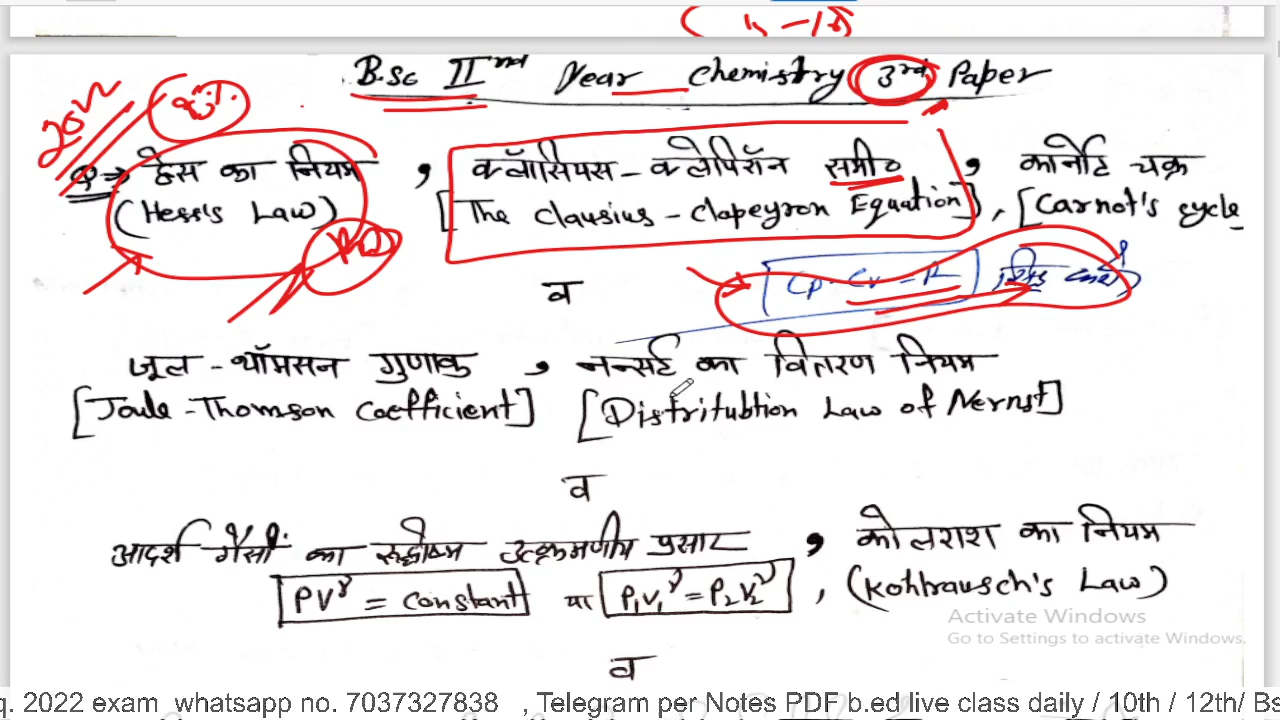 B.Sc IInd Year Chemistry 3rd Paper
हेस का नियम , क्लॉसियस - क्लेपिरॉन समी० , कार्नोट चक्र
(Hess's Law) [The Clausius - Clapeyron Equation], [Carnot's cycle
व
Cp - Cv = R
जूल - थॉमसन गुणांक , नर्न्सट का वितरण नियम
[Joule - Thomson Coefficient] [Distritubtion Law of Nernst]
व
आदर्श गैसों का रूद्धोष्म उत्क्रमणीय प्रसार , कोलराश का नियम
PVγ = constant या P1V1γ = P2V2γ , (Kohlrausch's Law)
Activate Windows
Go to Settings to activate Windows.
व
q. 2022 exam whatsapp no. 7037327838 , Telegram per Notes PDF b.ed live class daily / 10th / 12th/ Bs